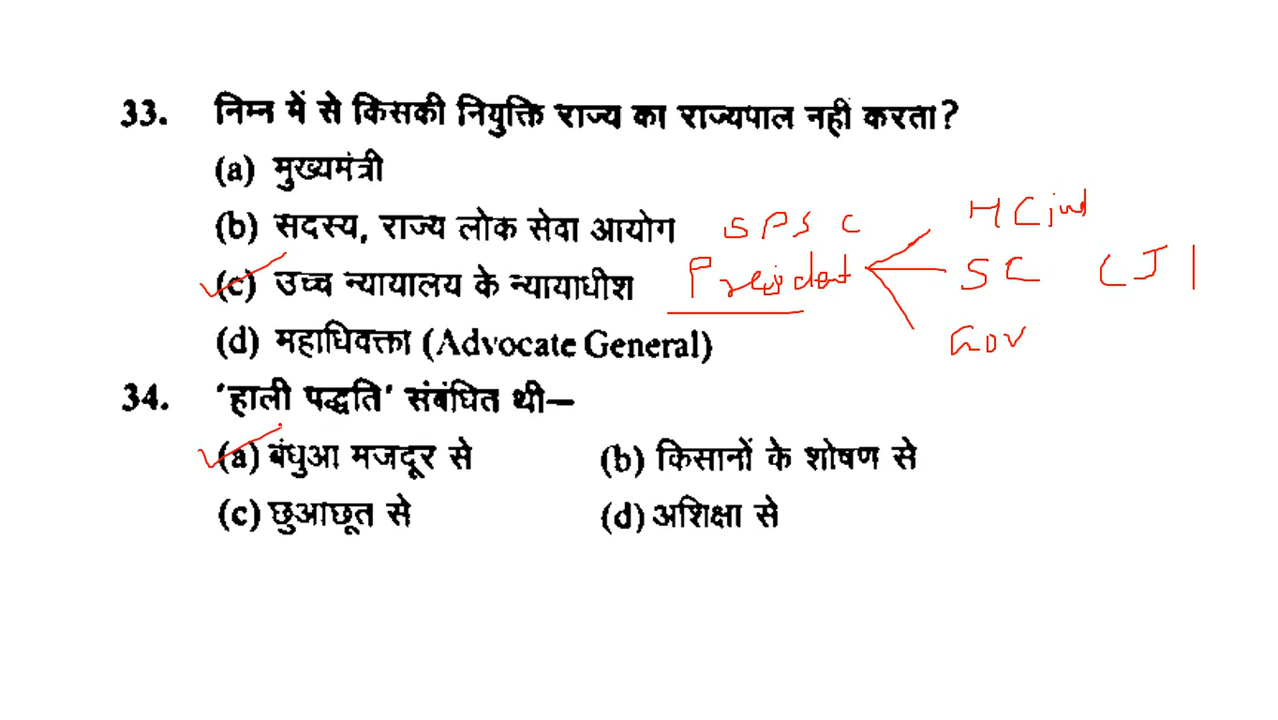 33. निम्न में से किसकी नियुक्ति राज्य का राज्यपाल नही करता?
(a) मुख्यमंत्री
(b) सदस्य, राज्य लोक सेवा आयोग SPSC HC jud
(c) उच्च न्यायालय के न्यायाधीश President SC CJI
(d) महाधिवक्ता (Advocate General) Gov
34. 'हाली पद्धति' संबंधित थी—
(a) बंधुआ मजदूर से (b) किसानों के शोषण से
(c) छुआछूत से (d) अशिक्षा से